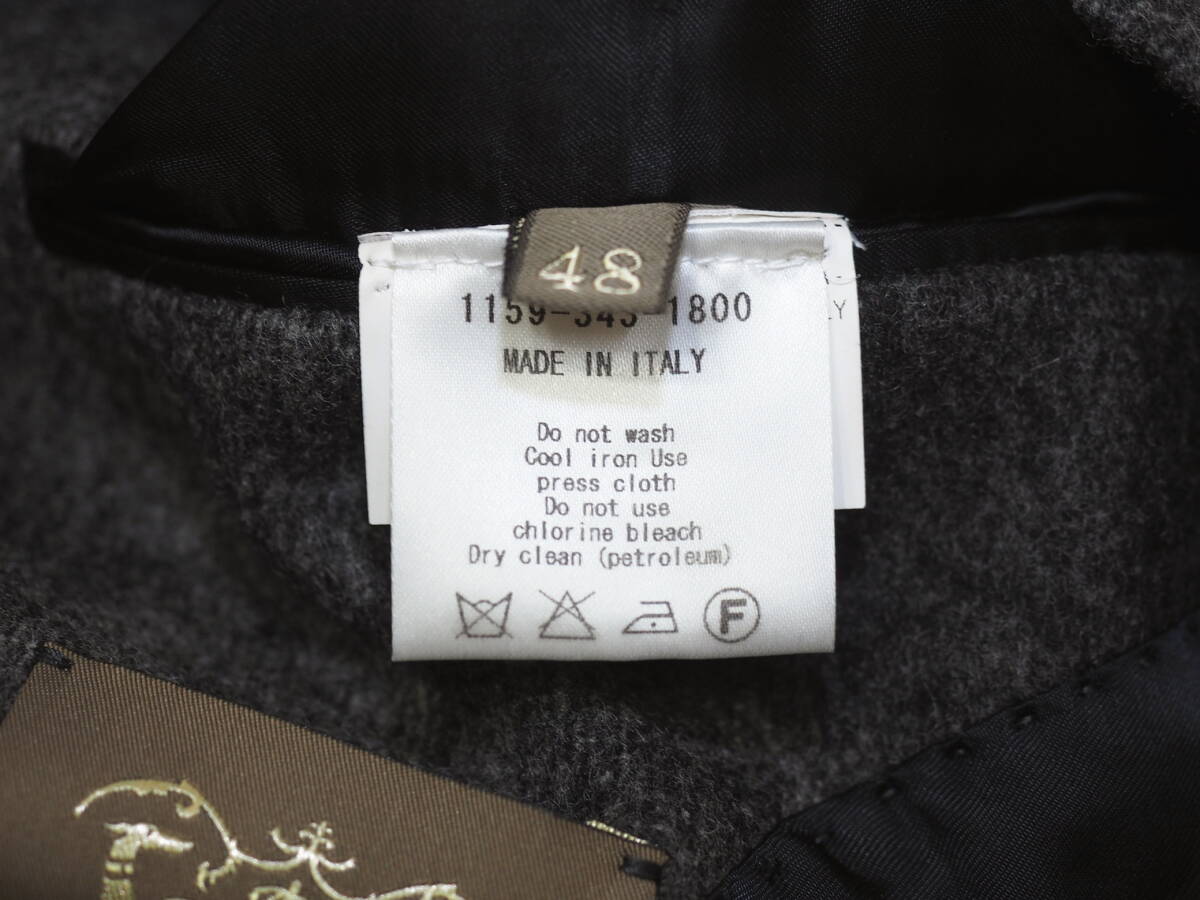 48
1159-343-1800
MADE IN ITALY
LY
Do not wash
Cool iron Use
press cloth
Do not use
chlorine bleach
Dry clean (petroleum)
F